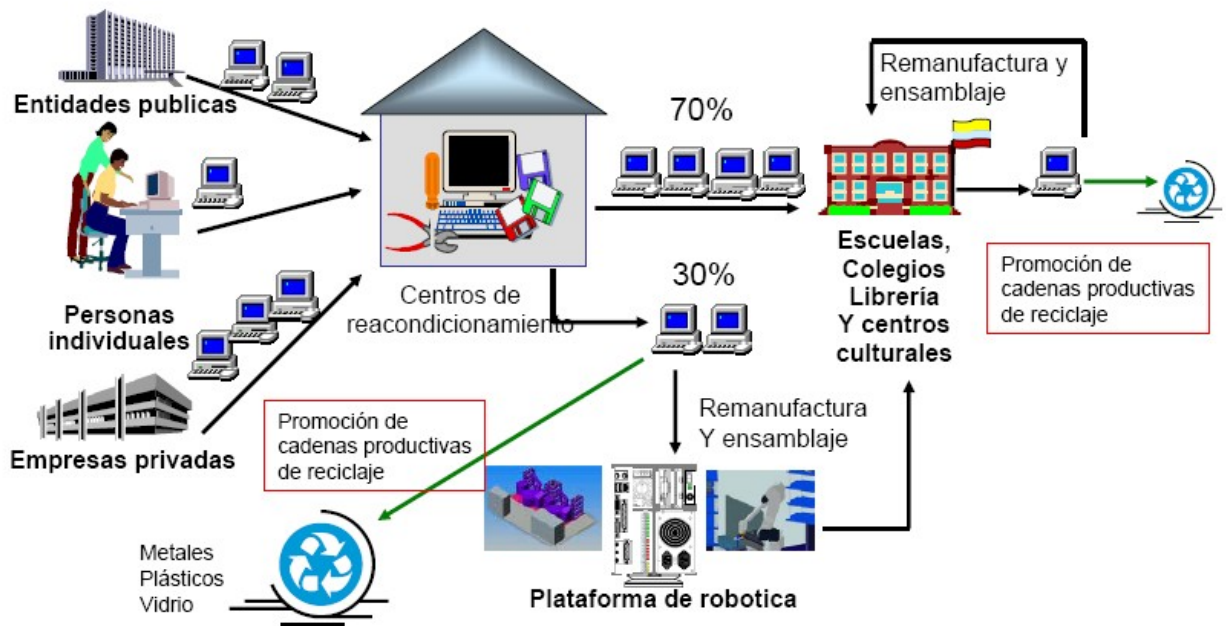 Entidades publicas
Personas
individuales
Empresas privadas
Centros de
reacondicionamiento
70%
30%
Remanufactura y
ensamblaje
Escuelas,
Colegios
Librería
Y centros
culturales
Promoción de
cadenas productivas
de reciclaje
Remanufactura
Y ensamblaje
Promoción de
cadenas productivas
de reciclaje
Metales
Plásticos
Vidrio
Plataforma de robotica